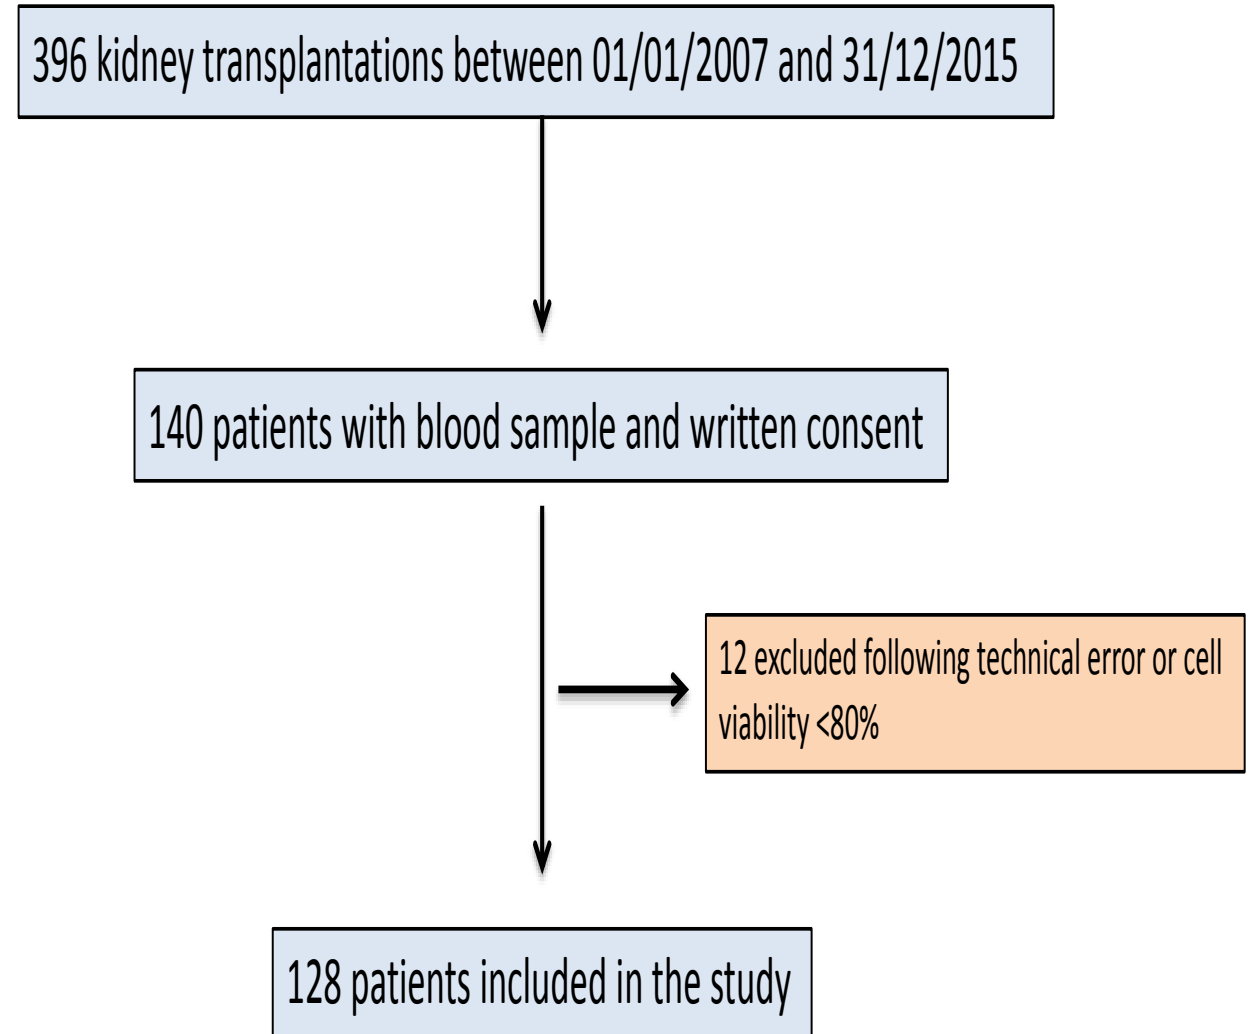 396 kidney transplantations between 01/01/2007 and 31/12/2015
140 patients with blood sample and written consent
12 excluded following technical error or cell
viability <80%
128 patients included in the study